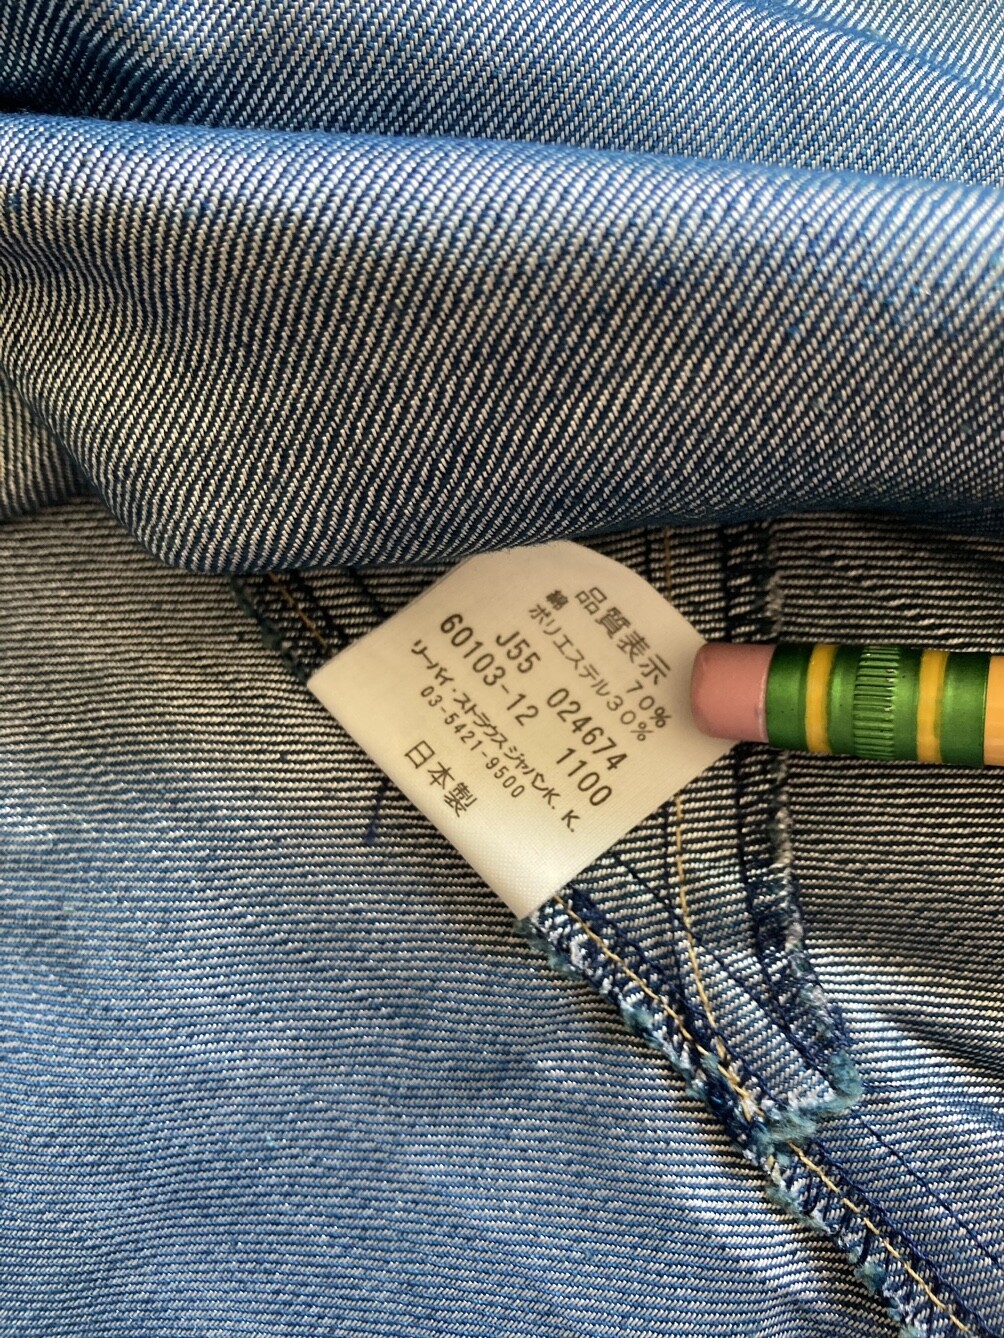 品質表示
綿 70%
ポリエステル30%
J55 024674
60103-12 1100
リーバイ・ストラウス ジャパンK. K.
03-5421-9500
日本製